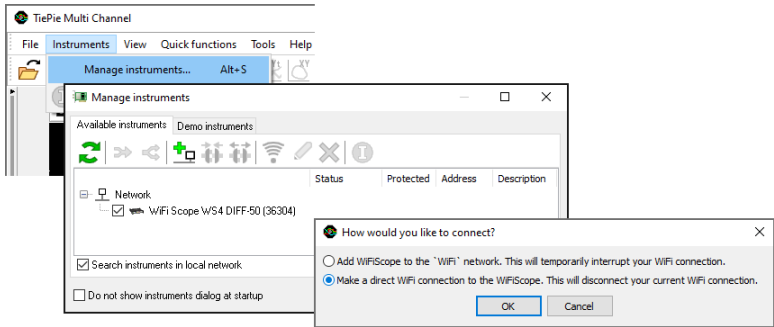 TiePie Multi Channel
File Instruments View Quick functions Tools Help
Manage instruments... Alt+S
Manage instruments
Available instruments Demo instruments
Status Protected Address Description
Network
WiFi Scope WS4 DIFF-50 (36304)
Search instruments in local network
Do not show instruments dialog at startup
How would you like to connect?
Add WiFiScope to the `WiFi` network. This will temporarily interrupt your WiFi connection.
Make a direct WiFi connection to the WiFiScope. This will disconnect your current WiFi connection.
OK Cancel